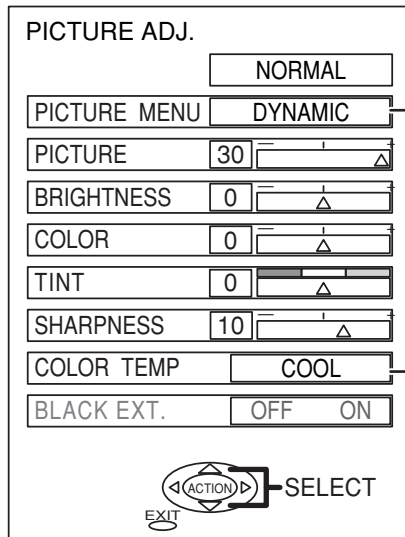 PICTURE ADJ.
NORMAL
PICTURE MENU DYNAMIC
PICTURE 30 — +
BRIGHTNESS 0 — +
COLOR 0 — +
TINT 0
SHARPNESS 10 — +
COLOR TEMP COOL
BLACK EXT. OFF ON
ACTION SELECT
EXIT